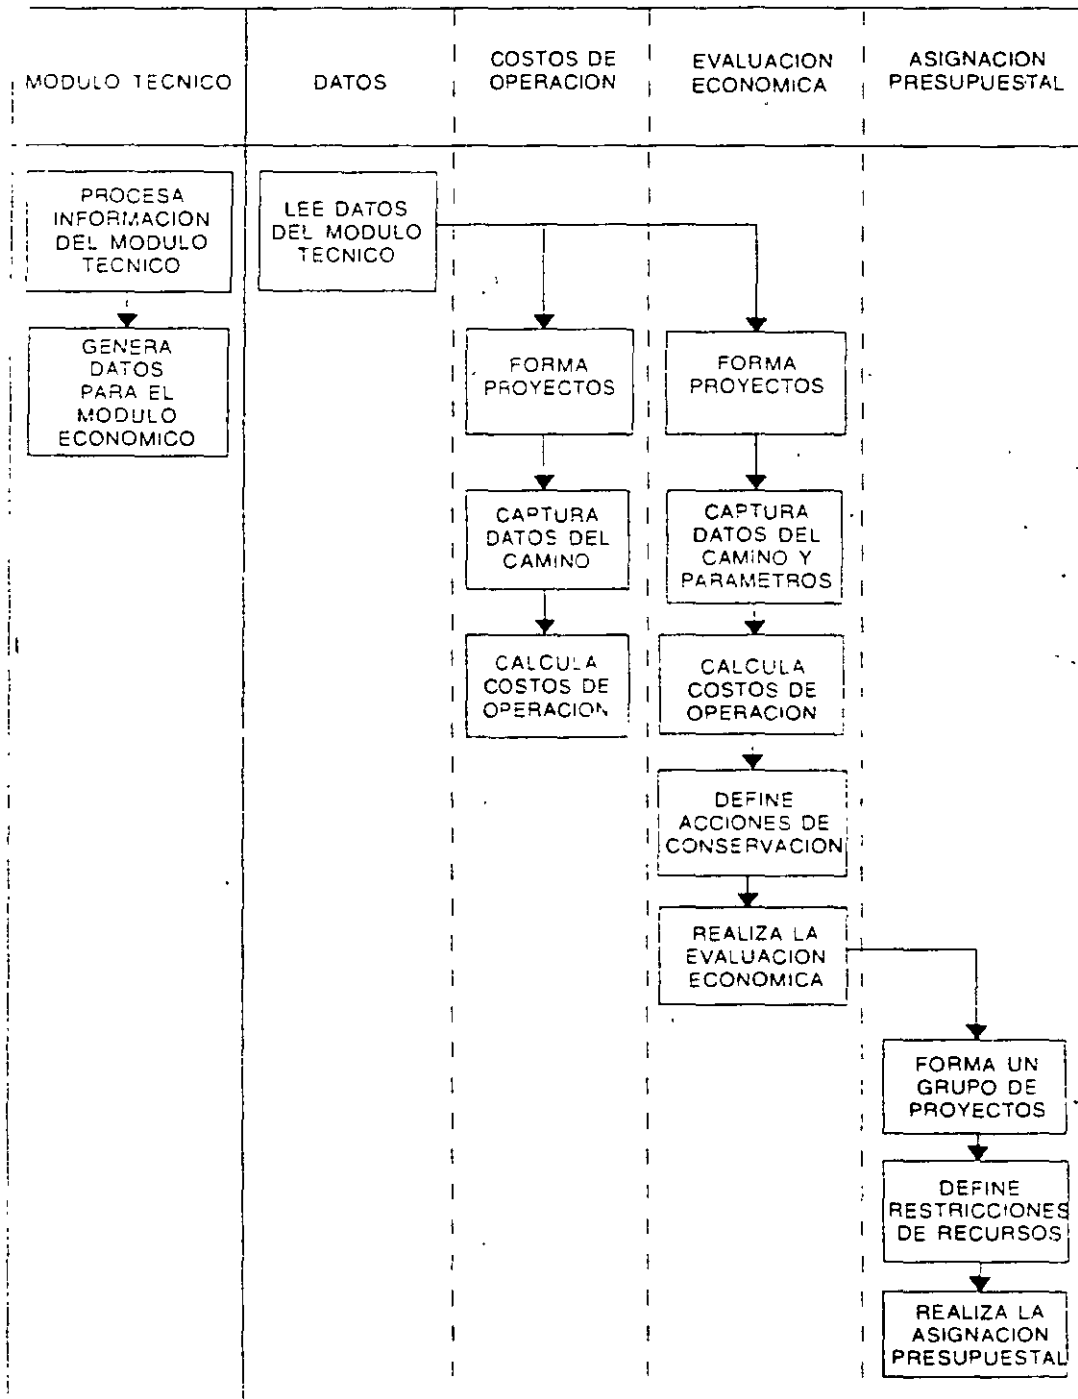 MODULO TECNICO
DATOS
COSTOS DE
OPERACION
EVALUACION
ECONOMICA
ASIGNACION
PRESUPUESTAL
PROCESA
INFORMACION
DEL MODULO
TECNICO
GENERA
DATOS
PARA EL
MODULO
ECONOMICO
LEE DATOS
DEL MODULO
TECNICO
FORMA
PROYECTOS
CAPTURA
DATOS DEL
CAMINO
CALCULA
COSTOS DE
OPERACION
FORMA
PROYECTOS
CAPTURA
DATOS DEL
CAMINO Y
PARAMETROS
CALCULA
COSTOS DE
OPERACION
DEFINE
ACCIONES DE
CONSERVACION
REALIZA LA
EVALUACION
ECONOMICA
FORMA UN
GRUPO DE
PROYECTOS
DEFINE
RESTRICCIONES
DE RECURSOS
REALIZA LA
ASIGNACION
PRESUPUESTAL